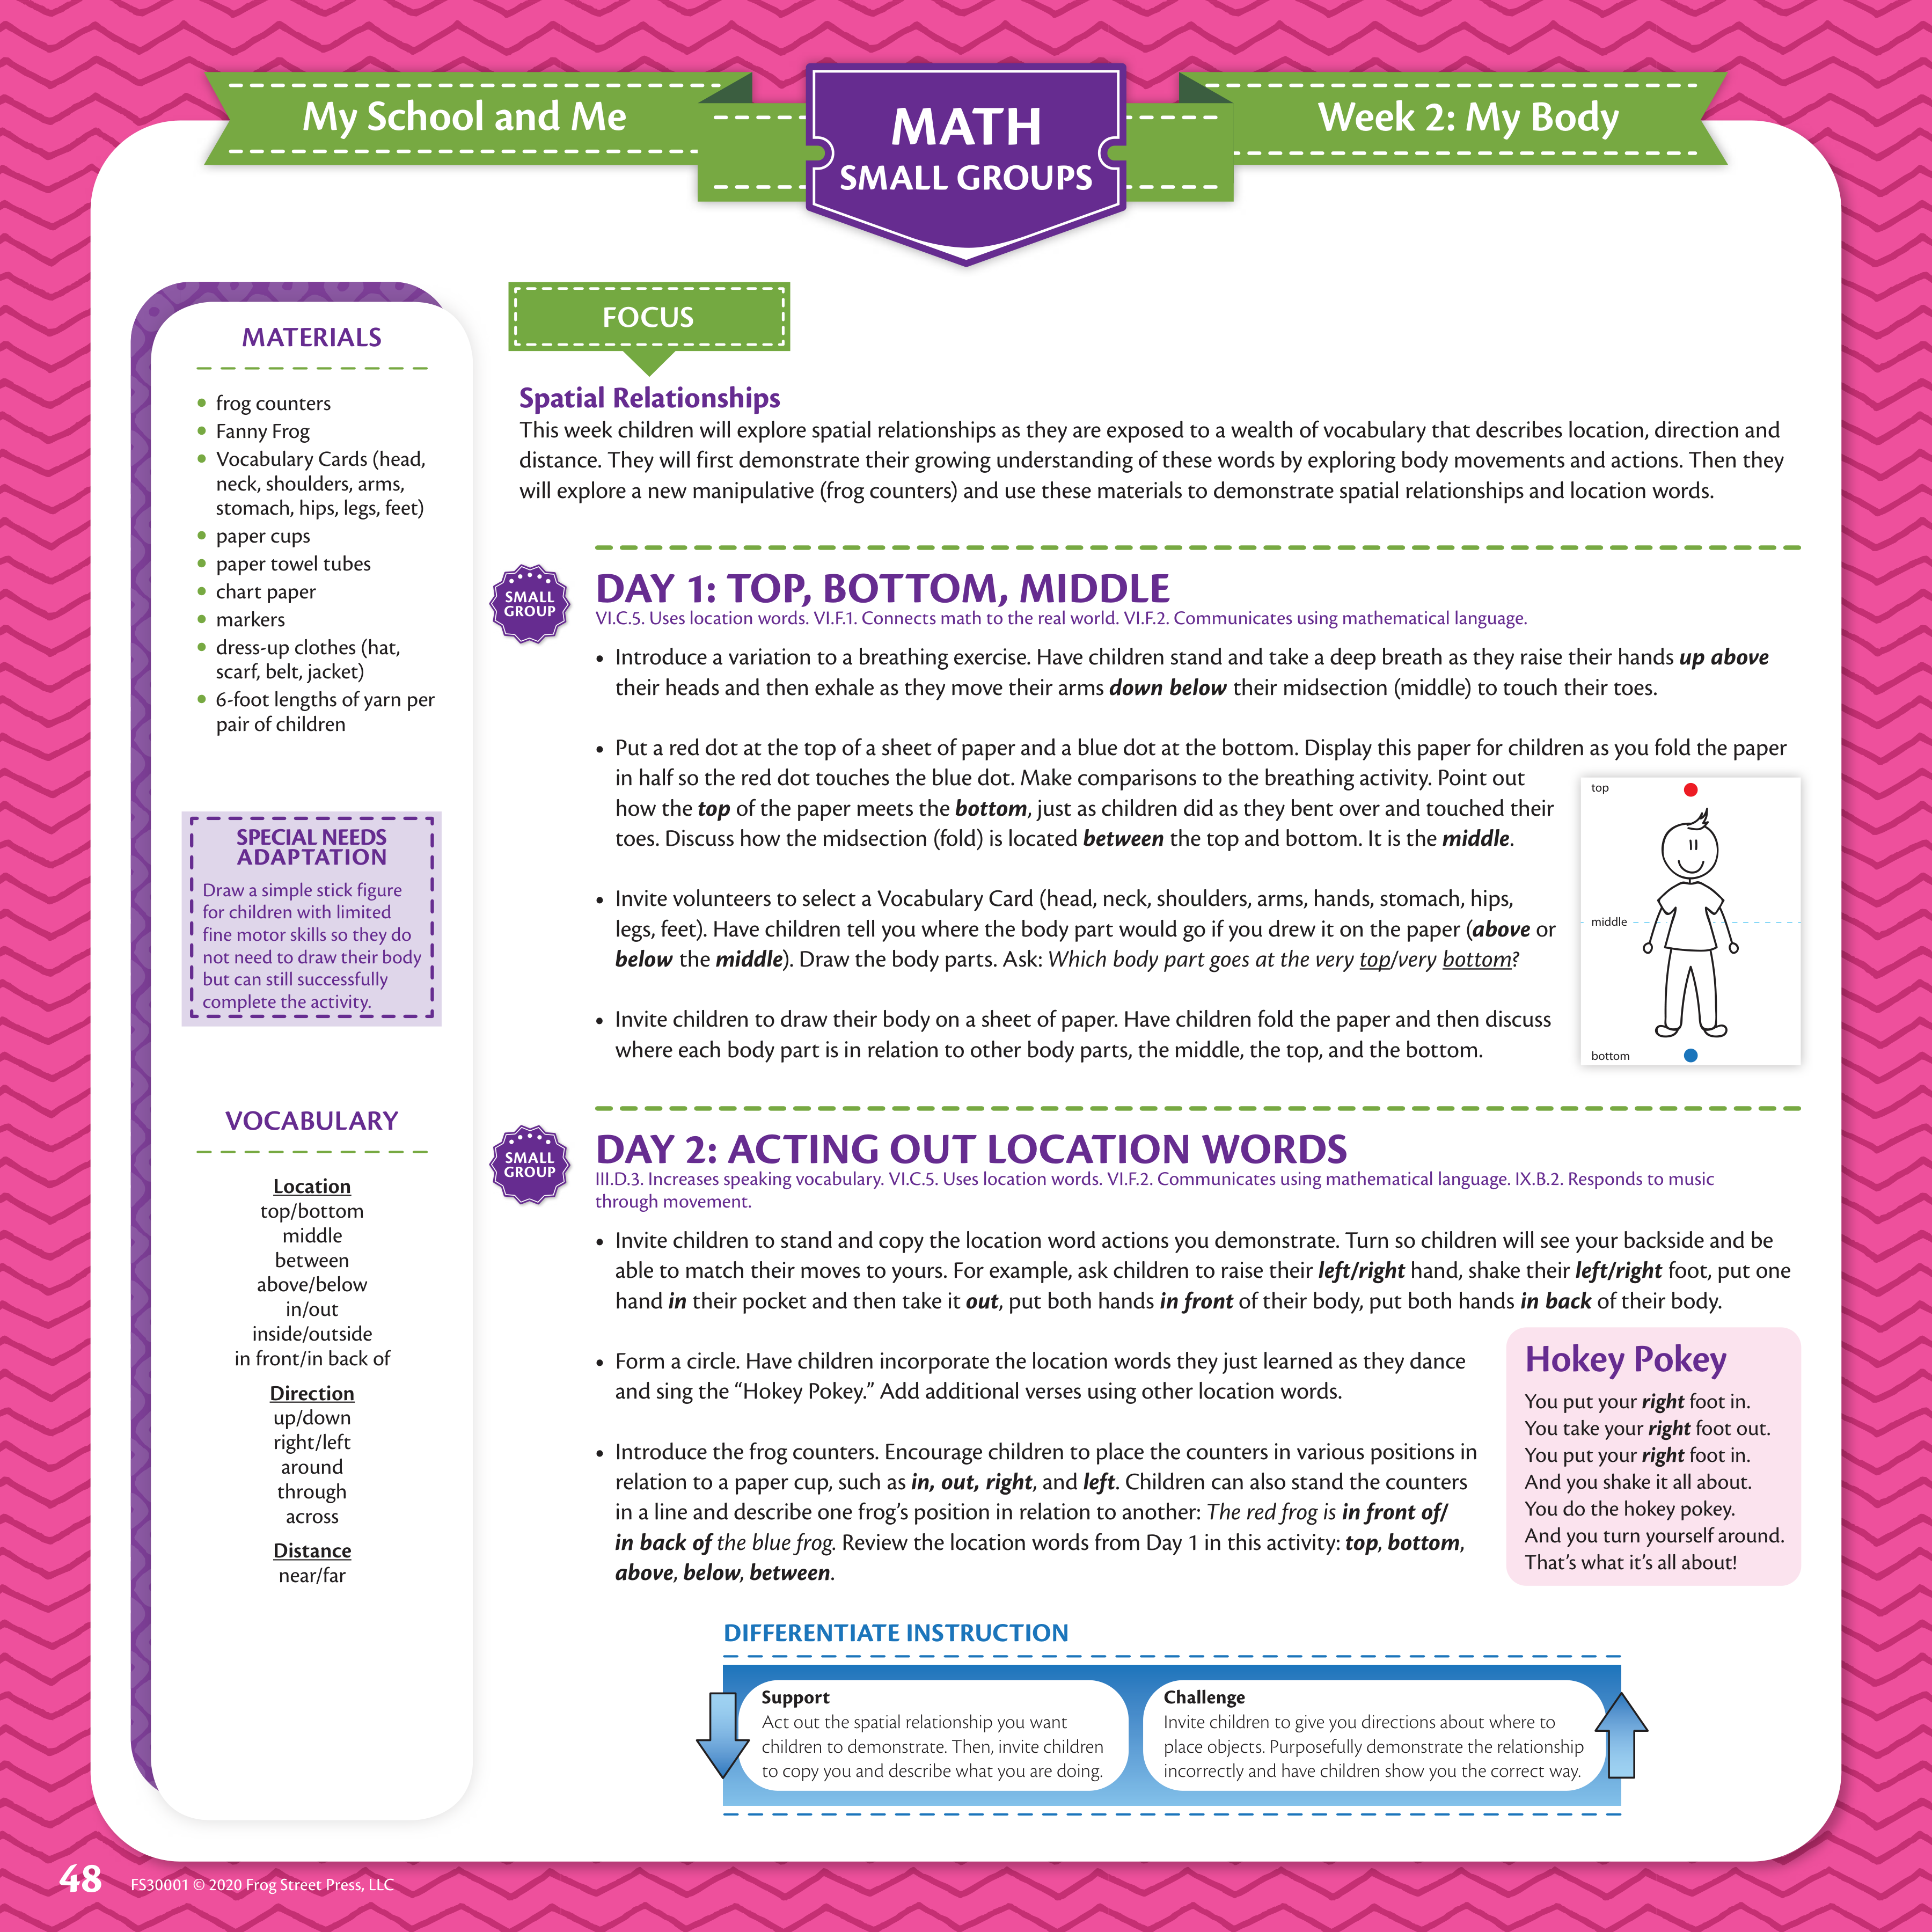 My School and Me
MATH
SMALL GROUPS
Week 2: My Body
MATERIALS
• frog counters
• Fanny Frog
• Vocabulary Cards (head,
neck, shoulders, arms,
stomach, hips, legs, feet)
• paper cups
• paper towel tubes
• chart paper
• markers
• dress-up clothes (hat,
scarf, belt, jacket)
• 6-foot lengths of yarn per
pair of children
SPECIAL NEEDS
ADAPTATION
Draw a simple stick figure
for children with limited
fine motor skills so they do
not need to draw their body
but can still successfully
complete the activity.
VOCABULARY
Location
top/bottom
middle
between
above/below
in/out
inside/outside
in front/in back of
Direction
up/down
right/left
around
through
across
Distance
near/far
FOCUS
Spatial Relationships
This week children will explore spatial relationships as they are exposed to a wealth of vocabulary that describes location, direction and
distance. They will first demonstrate their growing understanding of these words by exploring body movements and actions. Then they
will explore a new manipulative (frog counters) and use these materials to demonstrate spatial relationships and location words.
SMALL
GROUP
DAY 1: TOP, BOTTOM, MIDDLE
VI.C.5. Uses location words. VI.F.1. Connects math to the real world. VI.F.2. Communicates using mathematical language.
• Introduce a variation to a breathing exercise. Have children stand and take a deep breath as they raise their hands up above
their heads and then exhale as they move their arms down below their midsection (middle) to touch their toes.
• Put a red dot at the top of a sheet of paper and a blue dot at the bottom. Display this paper for children as you fold the paper
in half so the red dot touches the blue dot. Make comparisons to the breathing activity. Point out
how the top of the paper meets the bottom, just as children did as they bent over and touched their
toes. Discuss how the midsection (fold) is located between the top and bottom. It is the middle.
• Invite volunteers to select a Vocabulary Card (head, neck, shoulders, arms, hands, stomach, hips,
legs, feet). Have children tell you where the body part would go if you drew it on the paper (above or
below the middle). Draw the body parts. Ask: Which body part goes at the very top/very bottom?
• Invite children to draw their body on a sheet of paper. Have children fold the paper and then discuss
where each body part is in relation to other body parts, the middle, the top, and the bottom.
top
middle
bottom
SMALL
GROUP
DAY 2: ACTING OUT LOCATION WORDS
III.D.3. Increases speaking vocabulary. VI.C.5. Uses location words. VI.F.2. Communicates using mathematical language. IX.B.2. Responds to music
through movement.
• Invite children to stand and copy the location word actions you demonstrate. Turn so children will see your backside and be
able to match their moves to yours. For example, ask children to raise their left/right hand, shake their left/right foot, put one
hand in their pocket and then take it out, put both hands in front of their body, put both hands in back of their body.
• Form a circle. Have children incorporate the location words they just learned as they dance
and sing the “Hokey Pokey.” Add additional verses using other location words.
• Introduce the frog counters. Encourage children to place the counters in various positions in
relation to a paper cup, such as in, out, right, and left. Children can also stand the counters
in a line and describe one frog’s position in relation to another: The red frog is in front of/
in back of the blue frog. Review the location words from Day 1 in this activity: top, bottom,
above, below, between.
Hokey Pokey
You put your right foot in.
You take your right foot out.
You put your right foot in.
And you shake it all about.
You do the hokey pokey.
And you turn yourself around.
That’s what it’s all about!
DIFFERENTIATE INSTRUCTION
Support
Act out the spatial relationship you want
children to demonstrate. Then, invite children
to copy you and describe what you are doing.
Challenge
Invite children to give you directions about where to
place objects. Purposefully demonstrate the relationship
incorrectly and have children show you the correct way.
48
FS30001 © 2020 Frog Street Press, LLC